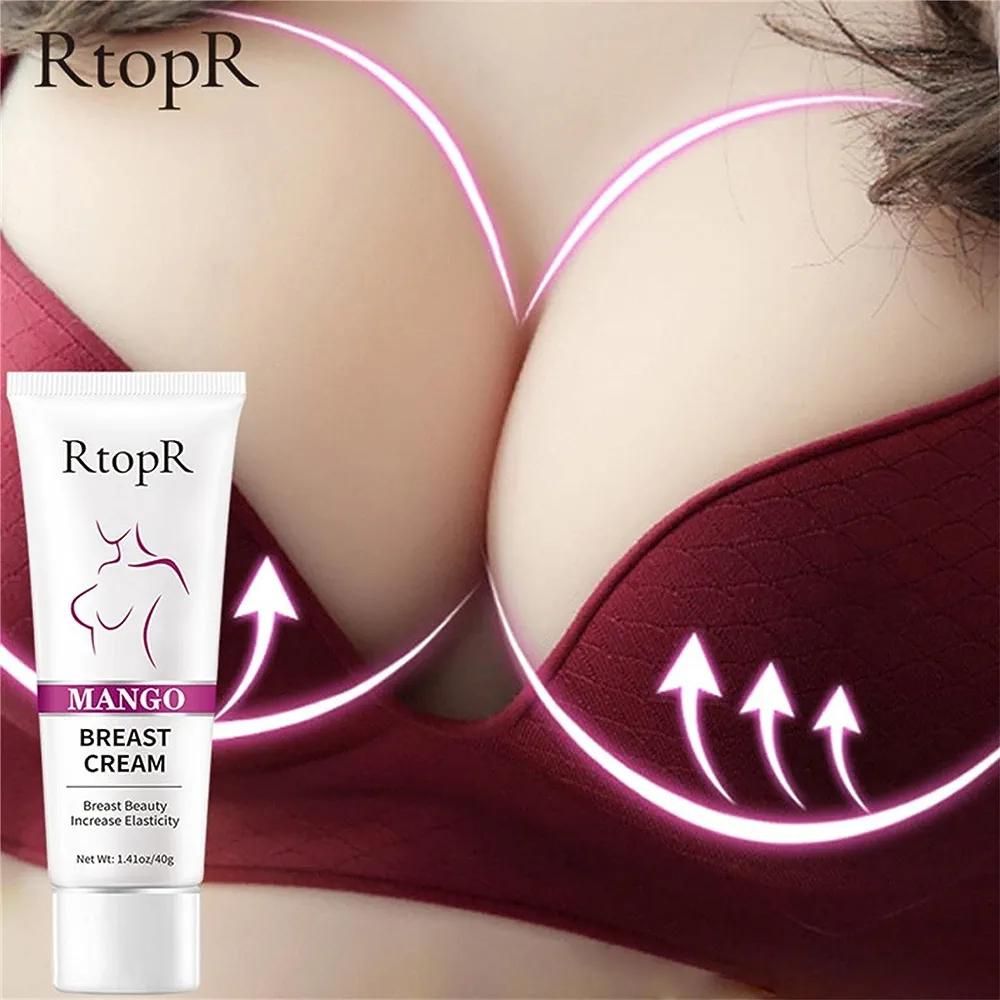 RtopR
RtopR
MANGO
BREAST
CREAM
Breast Beauty
Increase Elasticity
Net Wt: 1.41oz/40g